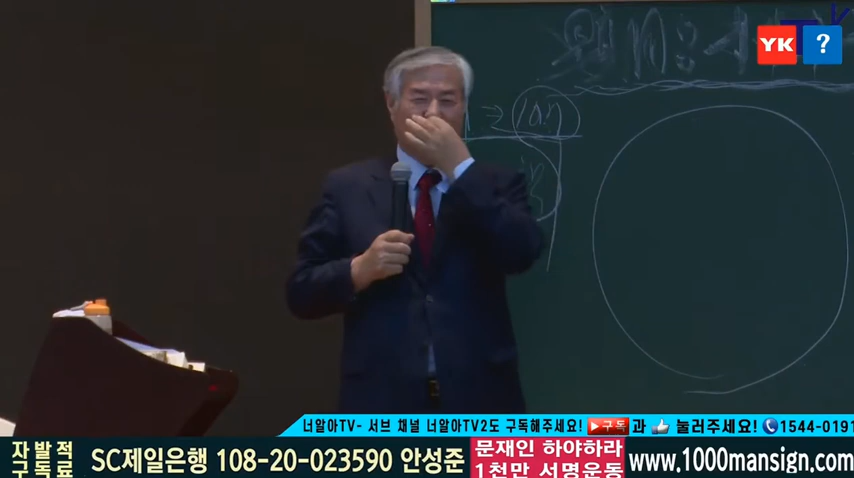 YK
?
너알아TV- 서브 채널 너알아TV2도 구독해주세요! 구독과 눌러주세요! 1544-0191
자발적
구독료
SC제일은행 108-20-023590 안성준
문재인 하야하라
1천만 서명운동
www.1000mansign.com